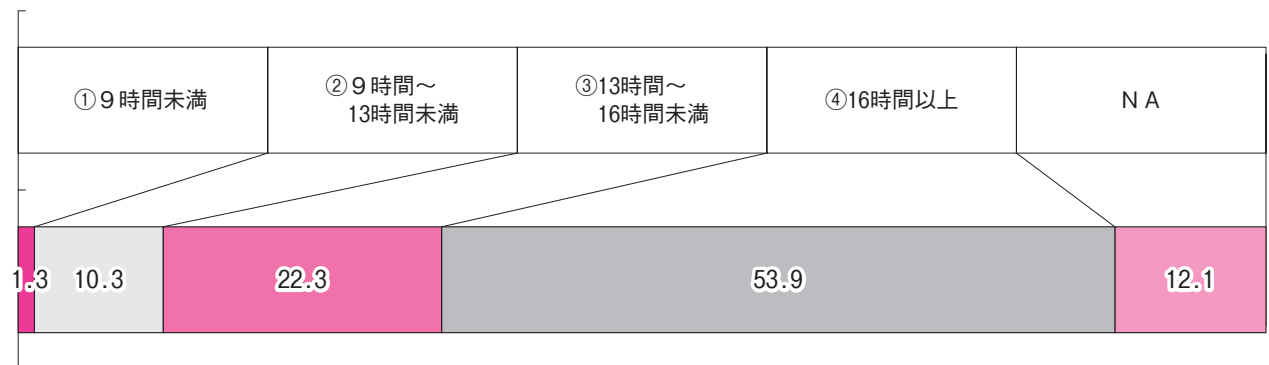 ①９時間未満
②９時間～
13時間未満
③13時間～
16時間未満
④16時間以上
ＮＡ
1.3
10.3
22.3
53.9
12.1